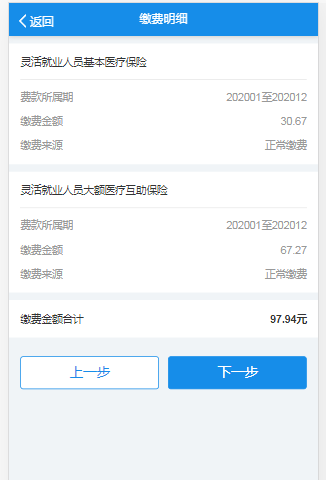 返回
缴费明细
灵活就业人员基本医疗保险
费款所属期 202001至202012
缴费金额 30.67
缴费来源 正常缴费
灵活就业人员大额医疗互助保险
费款所属期 202001至202012
缴费金额 67.27
缴费来源 正常缴费
缴费金额合计 97.94元
上一步 下一步